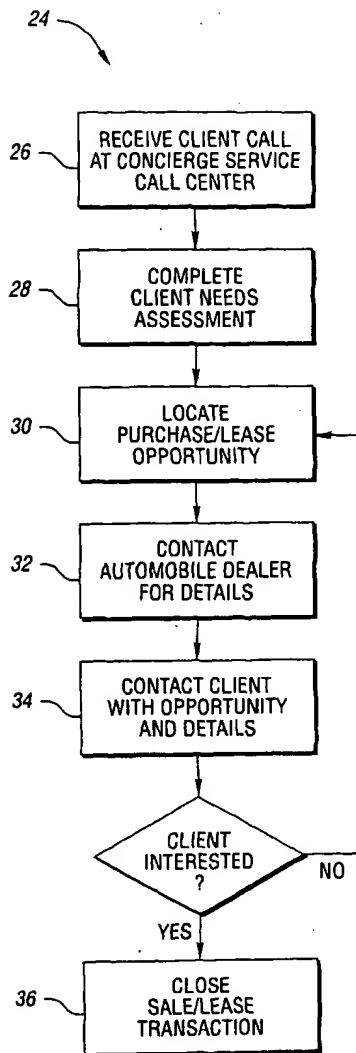 24
26
RECEIVE CLIENT CALL
AT CONCIERGE SERVICE
CALL CENTER
28
COMPLETE
CLIENT NEEDS
ASSESSMENT
30
LOCATE
PURCHASE/LEASE
OPPORTUNITY
32
CONTACT
AUTOMOBILE DEALER
FOR DETAILS
34
CONTACT CLIENT
WITH OPPORTUNITY
AND DETAILS
CLIENT
INTERESTED
?
NO
YES
36
CLOSE
SALE/LEASE
TRANSACTION